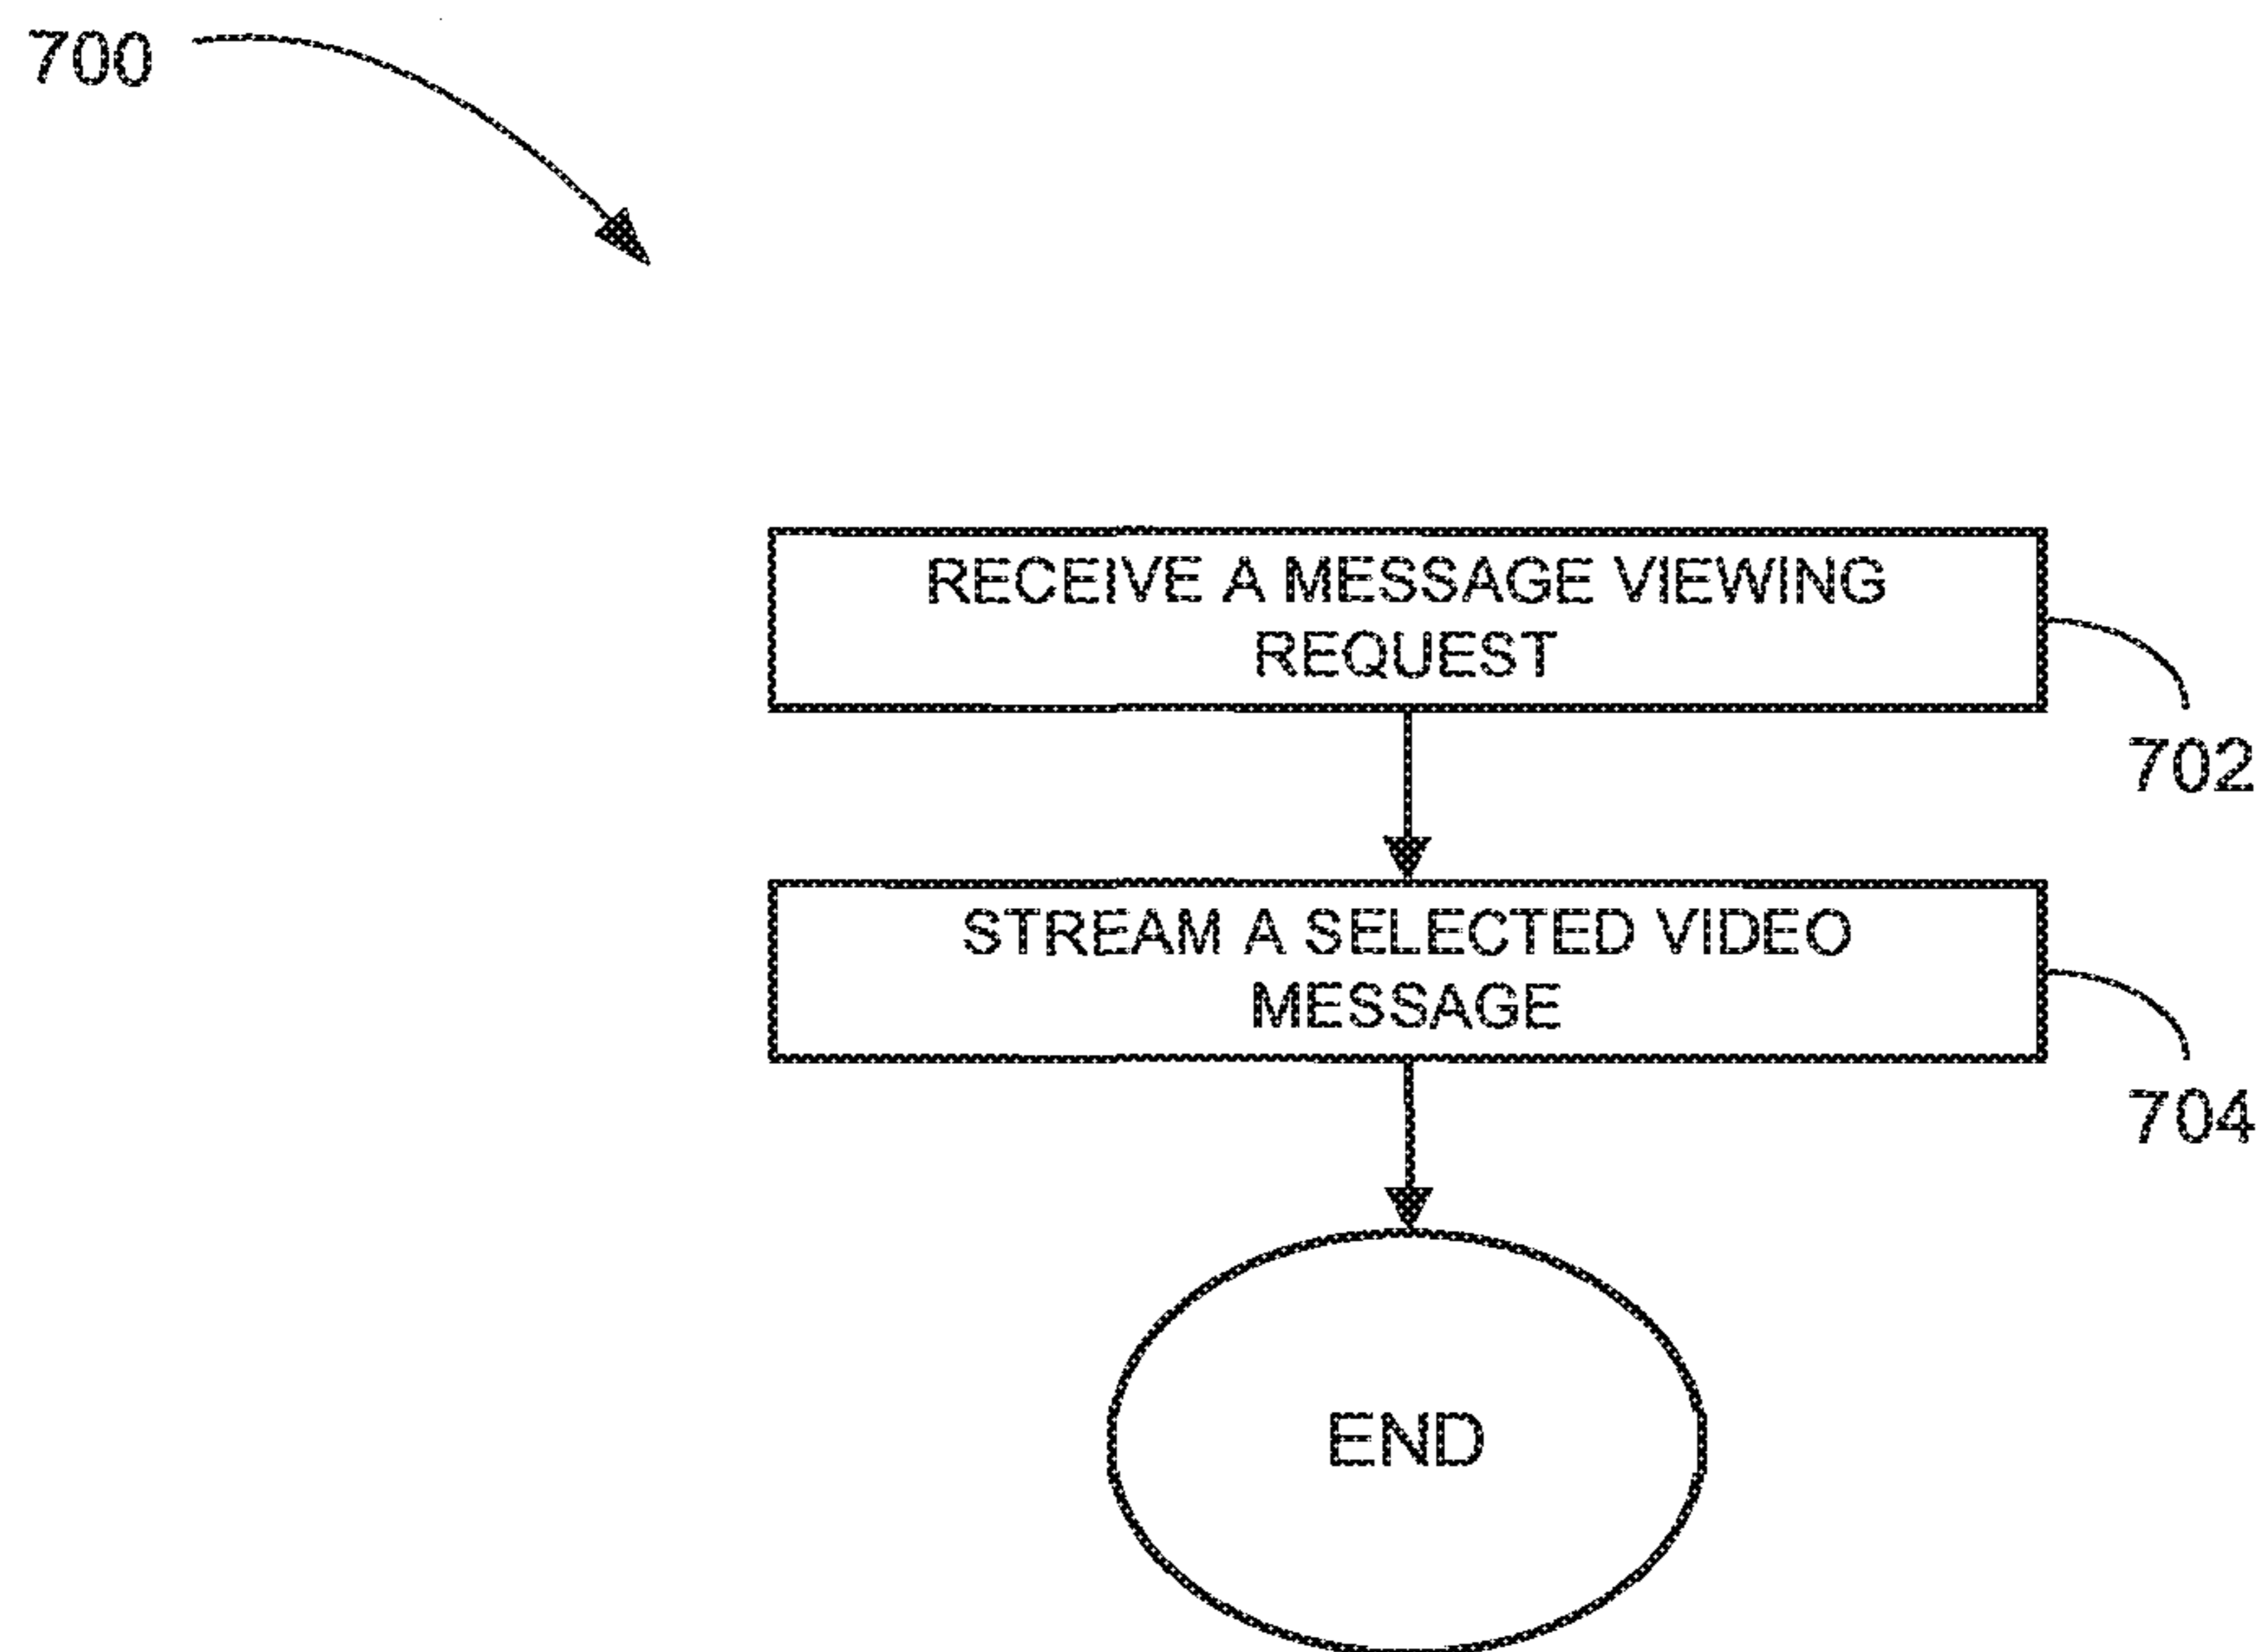 700
RECEIVE A MESSAGE VIEWING
REQUEST
702
STREAM A SELECTED VIDEO
MESSAGE
704
END